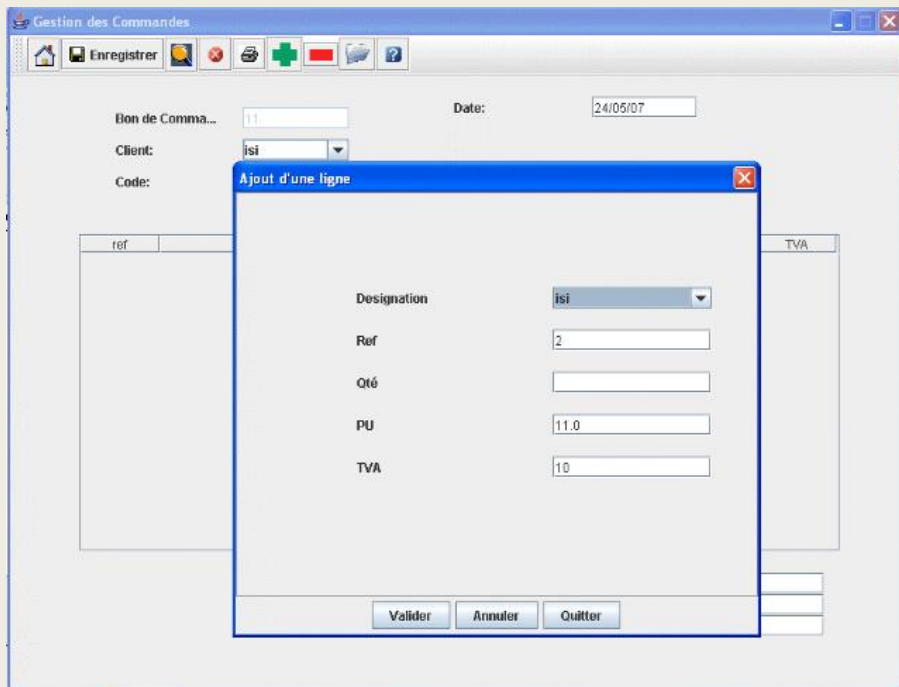 Gestion des Commandes
Enregistrer
Bon de Comma... 11
Date: 24/05/07
Client: isi
Code:
Ajout d'une ligne
ref
TVA
Designation isi
Ref 2
Qté
PU 11.0
TVA 10
Valider Annuler Quitter